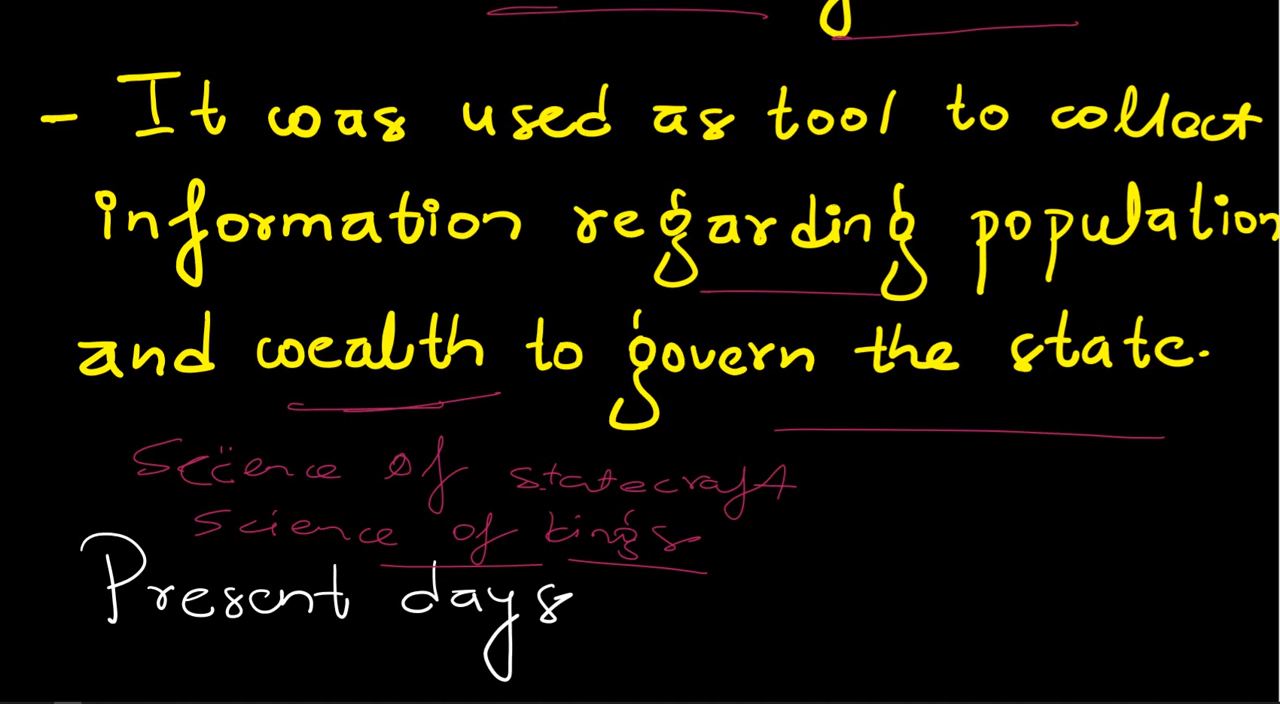 - It was used as tool to collect
information regarding population
and wealth to govern the state.
Science of statecraft
Science of kings
Present days